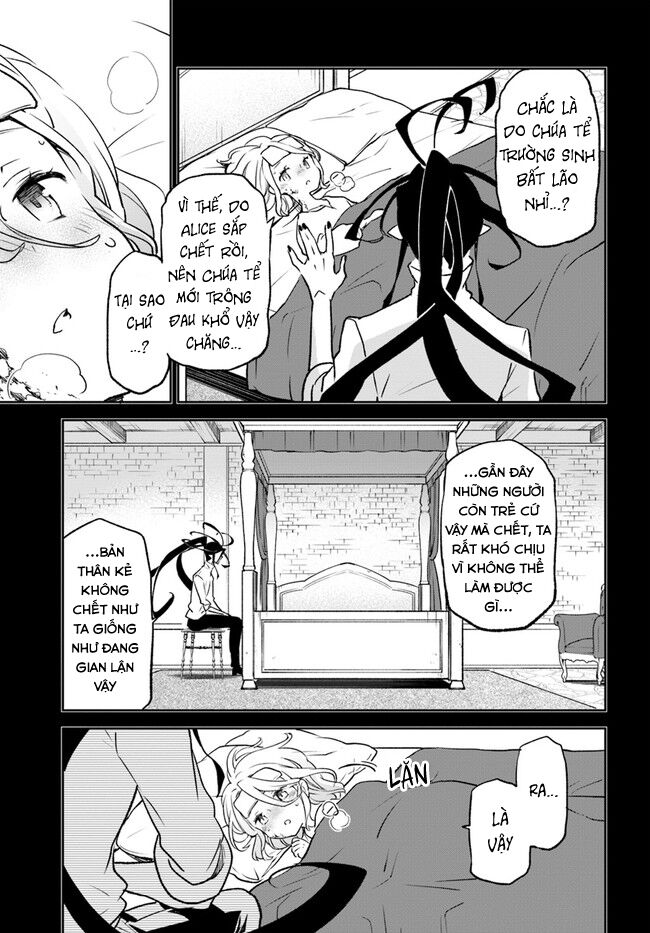 CHẮC LÀ
DO CHÚA TỂ
TRƯỜNG SINH
BẤT LÃO
NHỈ...?
VÌ THẾ, DO
ALICE SẮP
CHẾT RỒI,
NÊN CHÚA TỂ
MỚI TRÔNG
ĐAU KHỔ VẬY
CHĂNG...
TẠI SAO
CHỨ
...?
...GẦN ĐÂY
NHỮNG NGƯỜI
CÒN TRẺ CỨ
VẬY MÀ CHẾT, TA
RẤT KHÓ CHỊU
VÌ KHÔNG THỂ
LÀM ĐƯỢC
GÌ...
...BẢN
THÂN KẺ
KHÔNG
CHẾT NHƯ
TA GIỐNG
NHƯ ĐANG
GIAN LẬN
VẬY
RA...
LÀ
VẬY
LĂN